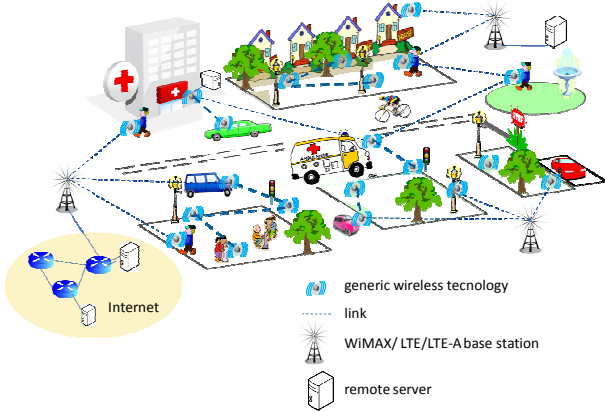 Internet
generic wireless tecnology
link
WiMAX/ LTE/LTE-A base station
remote server